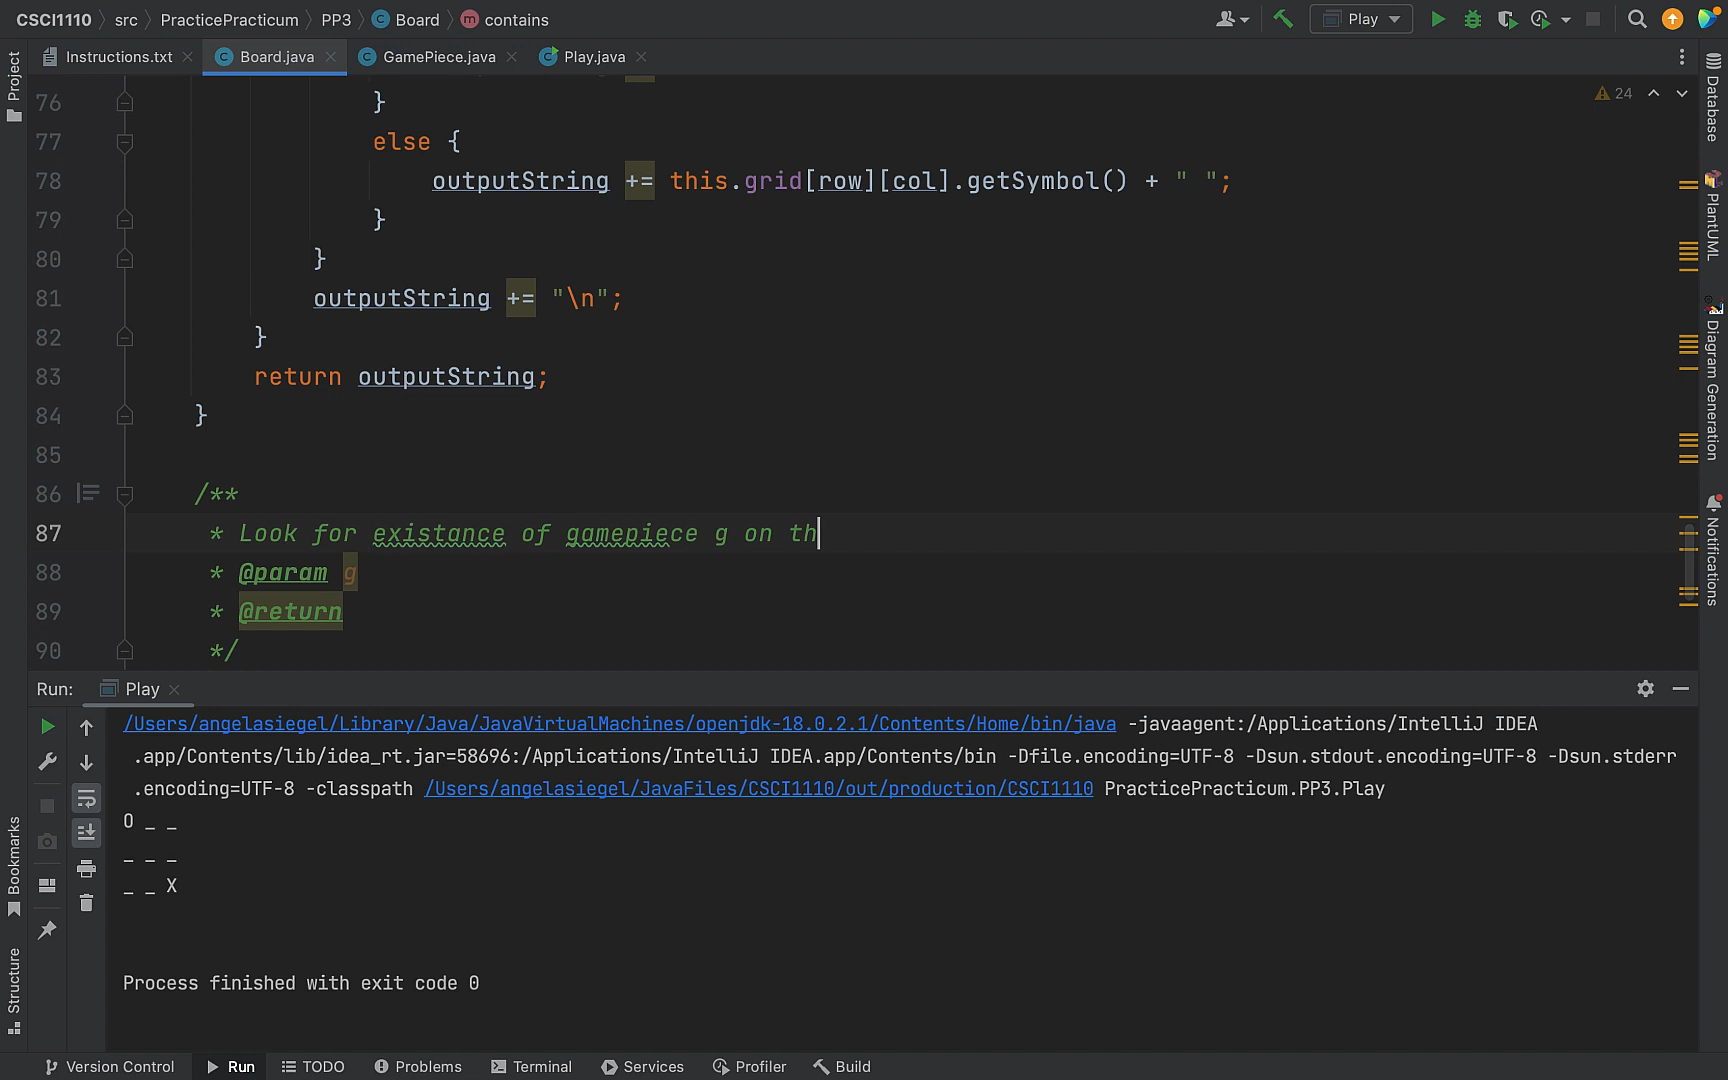 CSCI1110 src PracticePracticum PP3 Board contains Play
Instructions.txt Board.java GamePiece.java Play.java
Project
Database
PlantUML
Diagram Generation
Notifications
24
76 }
77 else {
78 outputString += this.grid[row][col].getSymbol() + " ";
79 }
80 }
81 outputString += "\n";
82 }
83 return outputString;
84 }
85
86 /**
87 * Look for existance of gamepiece g on th
88 * @param g
89 * @return
90 */
Run: Play
/Users/angelasiegel/Library/Java/JavaVirtualMachines/openjdk-18.0.2.1/Contents/Home/bin/java -javaagent:/Applications/IntelliJ IDEA
.app/Contents/lib/idea_rt.jar=58696:/Applications/IntelliJ IDEA.app/Contents/bin -Dfile.encoding=UTF-8 -Dsun.stdout.encoding=UTF-8 -Dsun.stderr
.encoding=UTF-8 -classpath /Users/angelasiegel/JavaFiles/CSCI1110/out/production/CSCI1110 PracticePracticum.PP3.Play
O _ _
_ _ _
_ _ X
Process finished with exit code 0
Bookmarks
Structure
Version Control Run TODO Problems Terminal Services Profiler Build